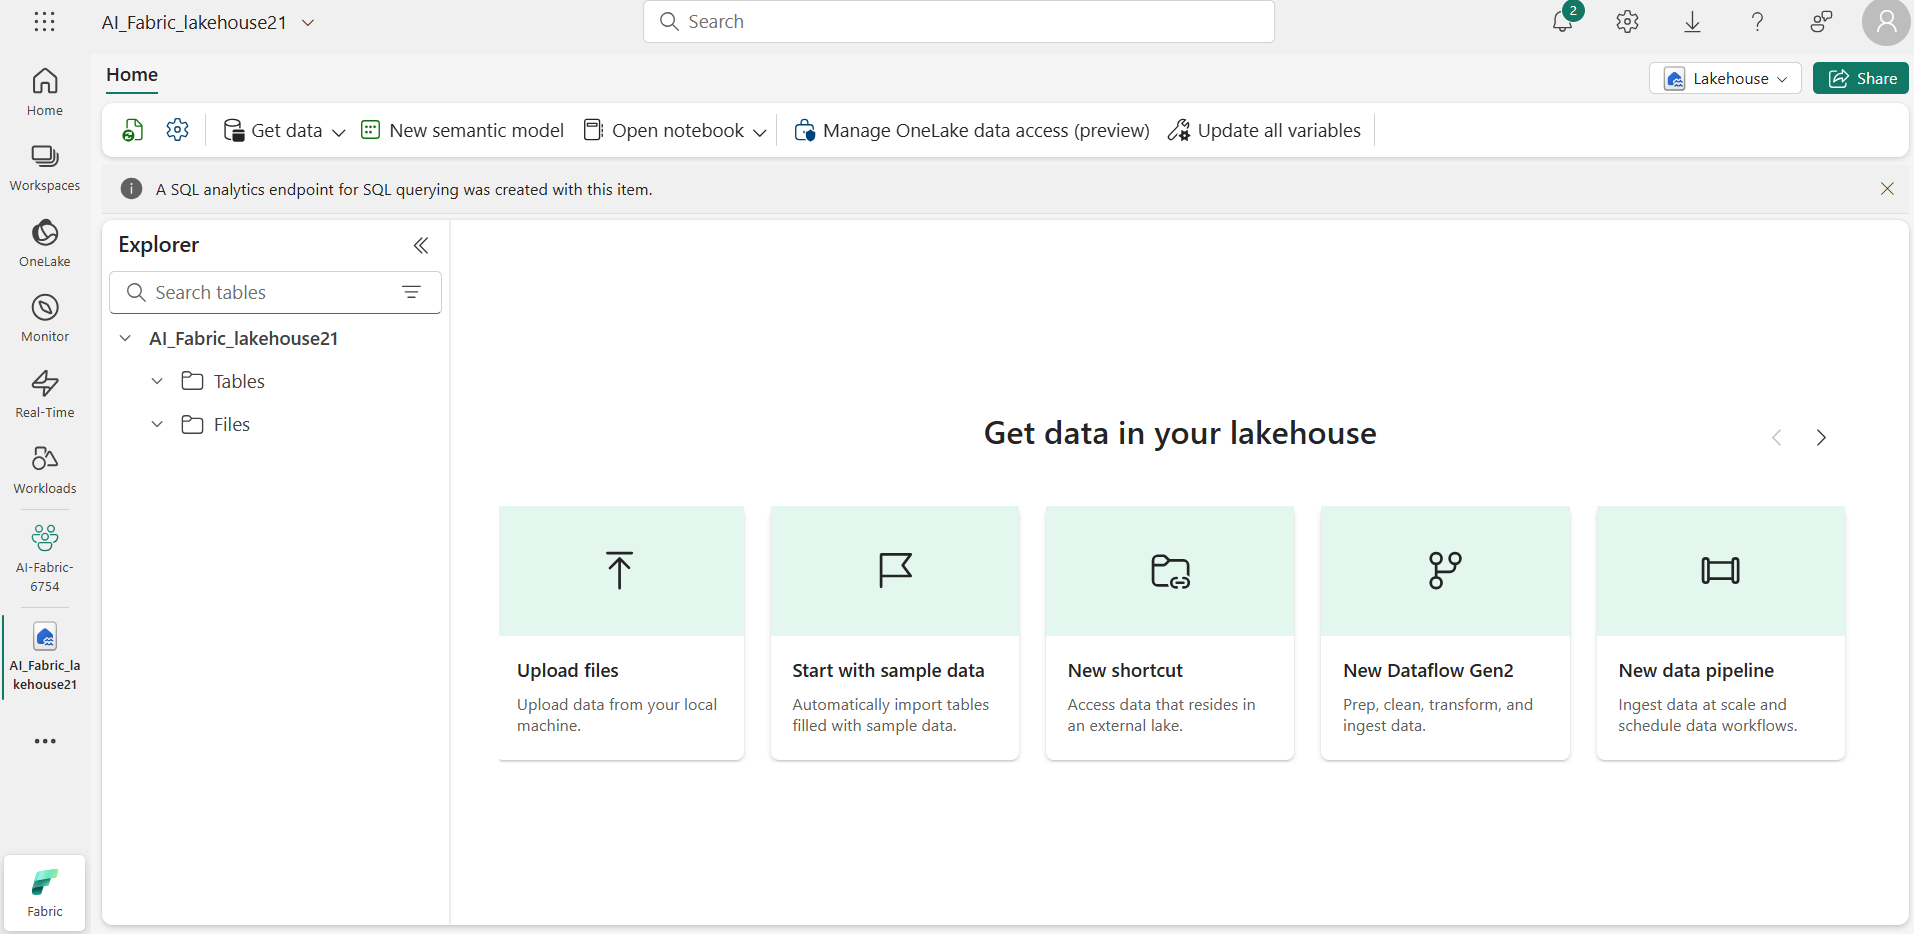 AI_Fabric_lakehouse21
Search
2
Home
Lakehouse
Share
Get data
New semantic model
Open notebook
Manage OneLake data access (preview)
Update all variables
A SQL analytics endpoint for SQL querying was created with this item.
Home
Workspaces
OneLake
Monitor
Real-Time
Workloads
AI-Fabric-
6754
AI_Fabric_la
kehouse21
Fabric
Explorer
Search tables
AI_Fabric_lakehouse21
Tables
Files
Get data in your lakehouse
Upload files
Upload data from your local
machine.
Start with sample data
Automatically import tables
filled with sample data.
New shortcut
Access data that resides in
an external lake.
New Dataflow Gen2
Prep, clean, transform, and
ingest data.
New data pipeline
Ingest data at scale and
schedule data workflows.